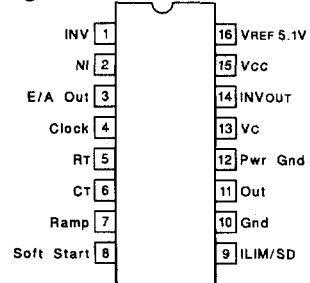 INV 1 16 VREF 5.1V
NI 2 15 VCC
E/A Out 3 14 INVOUT
Clock 4 13 VC
RT 5 12 Pwr Gnd
CT 6 11 Out
Ramp 7 10 Gnd
Soft Start 8 9 ILIM/SD